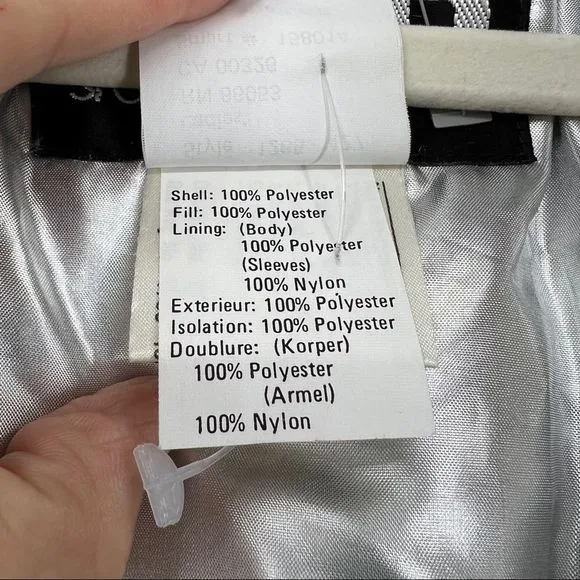 Shell: 100% Polyester
Fill: 100% Polyester
Lining: (Body)
100% Polyester
(Sleeves)
100% Nylon
Exterieur: 100% Polyester
Isolation: 100% Polyester
Doublure: (Korper)
100% Polyester
(Armel)
100% Nylon